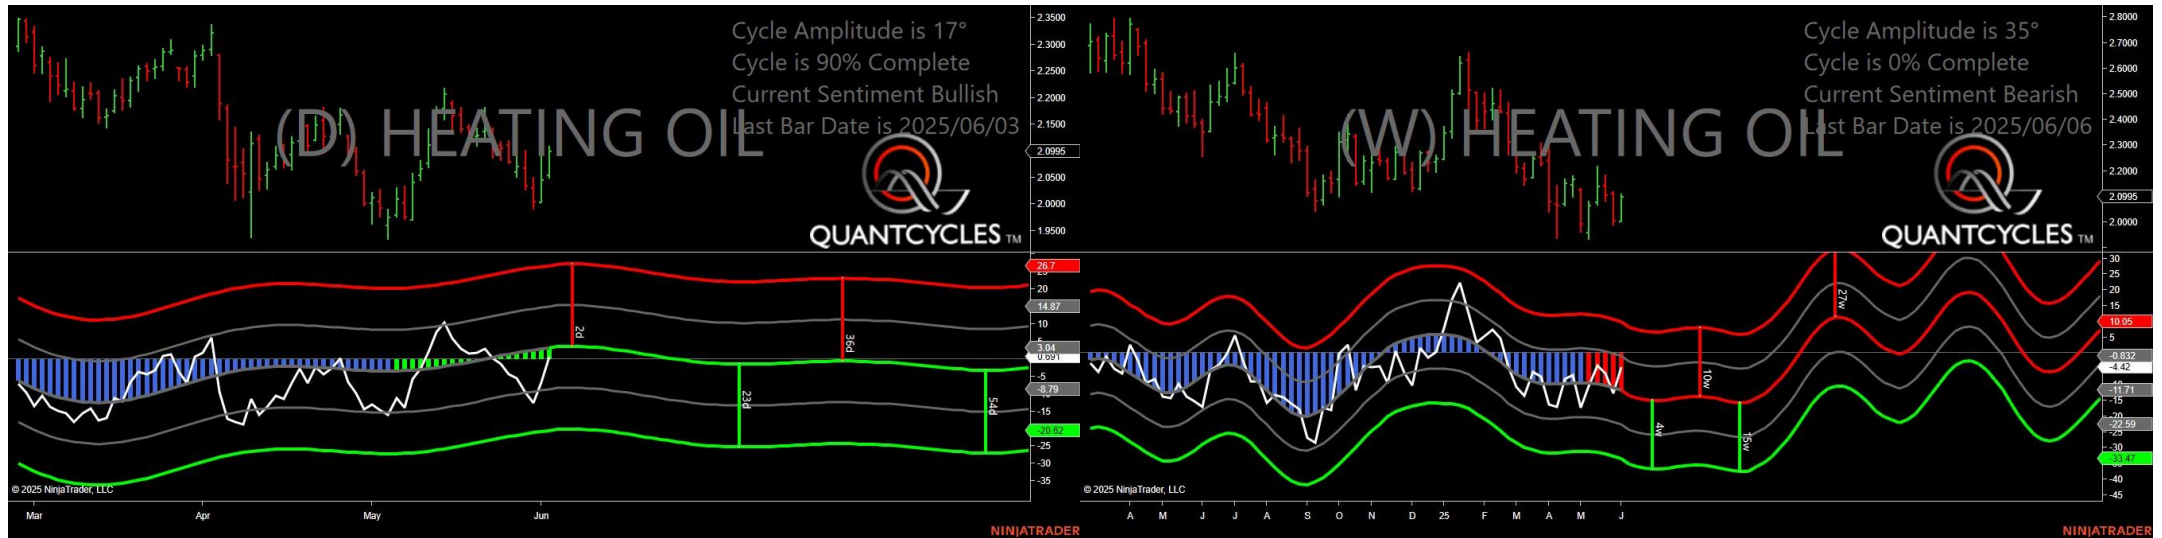 Cycle Amplitude is 17°
Cycle is 90% Complete
Current Sentiment Bullish
Last Bar Date is 2025/06/03
(D) HEATING OIL
QUANTCYCLES TM
2.3500
2.3000
2.2500
2.2000
2.1500
2.0995
2.0500
2.0000
1.9500
26.7
20
14.87
10
5
3.04
0.691
-5
-8.79
-15
-20.62
-25
-30
-35
2d
36d
23d
54d
© 2025 NinjaTrader, LLC
Mar
Apr
May
Jun
NINJATRADER
Cycle Amplitude is 35°
Cycle is 0% Complete
Current Sentiment Bearish
Last Bar Date is 2025/06/06
(W) HEATING OIL
QUANTCYCLES TM
2.8000
2.7000
2.6000
2.5000
2.4000
2.3000
2.2000
2.0995
2.0000
30
25
20
15
10.05
5
-0.832
-4.42
-11.71
-15
-20
-22.59
-25
-30
-33.47
-40
-45
27w
10w
4w
15w
© 2025 NinjaTrader, LLC
A
M
J
J
A
S
O
N
D
25
F
M
A
M
J
NINJATRADER